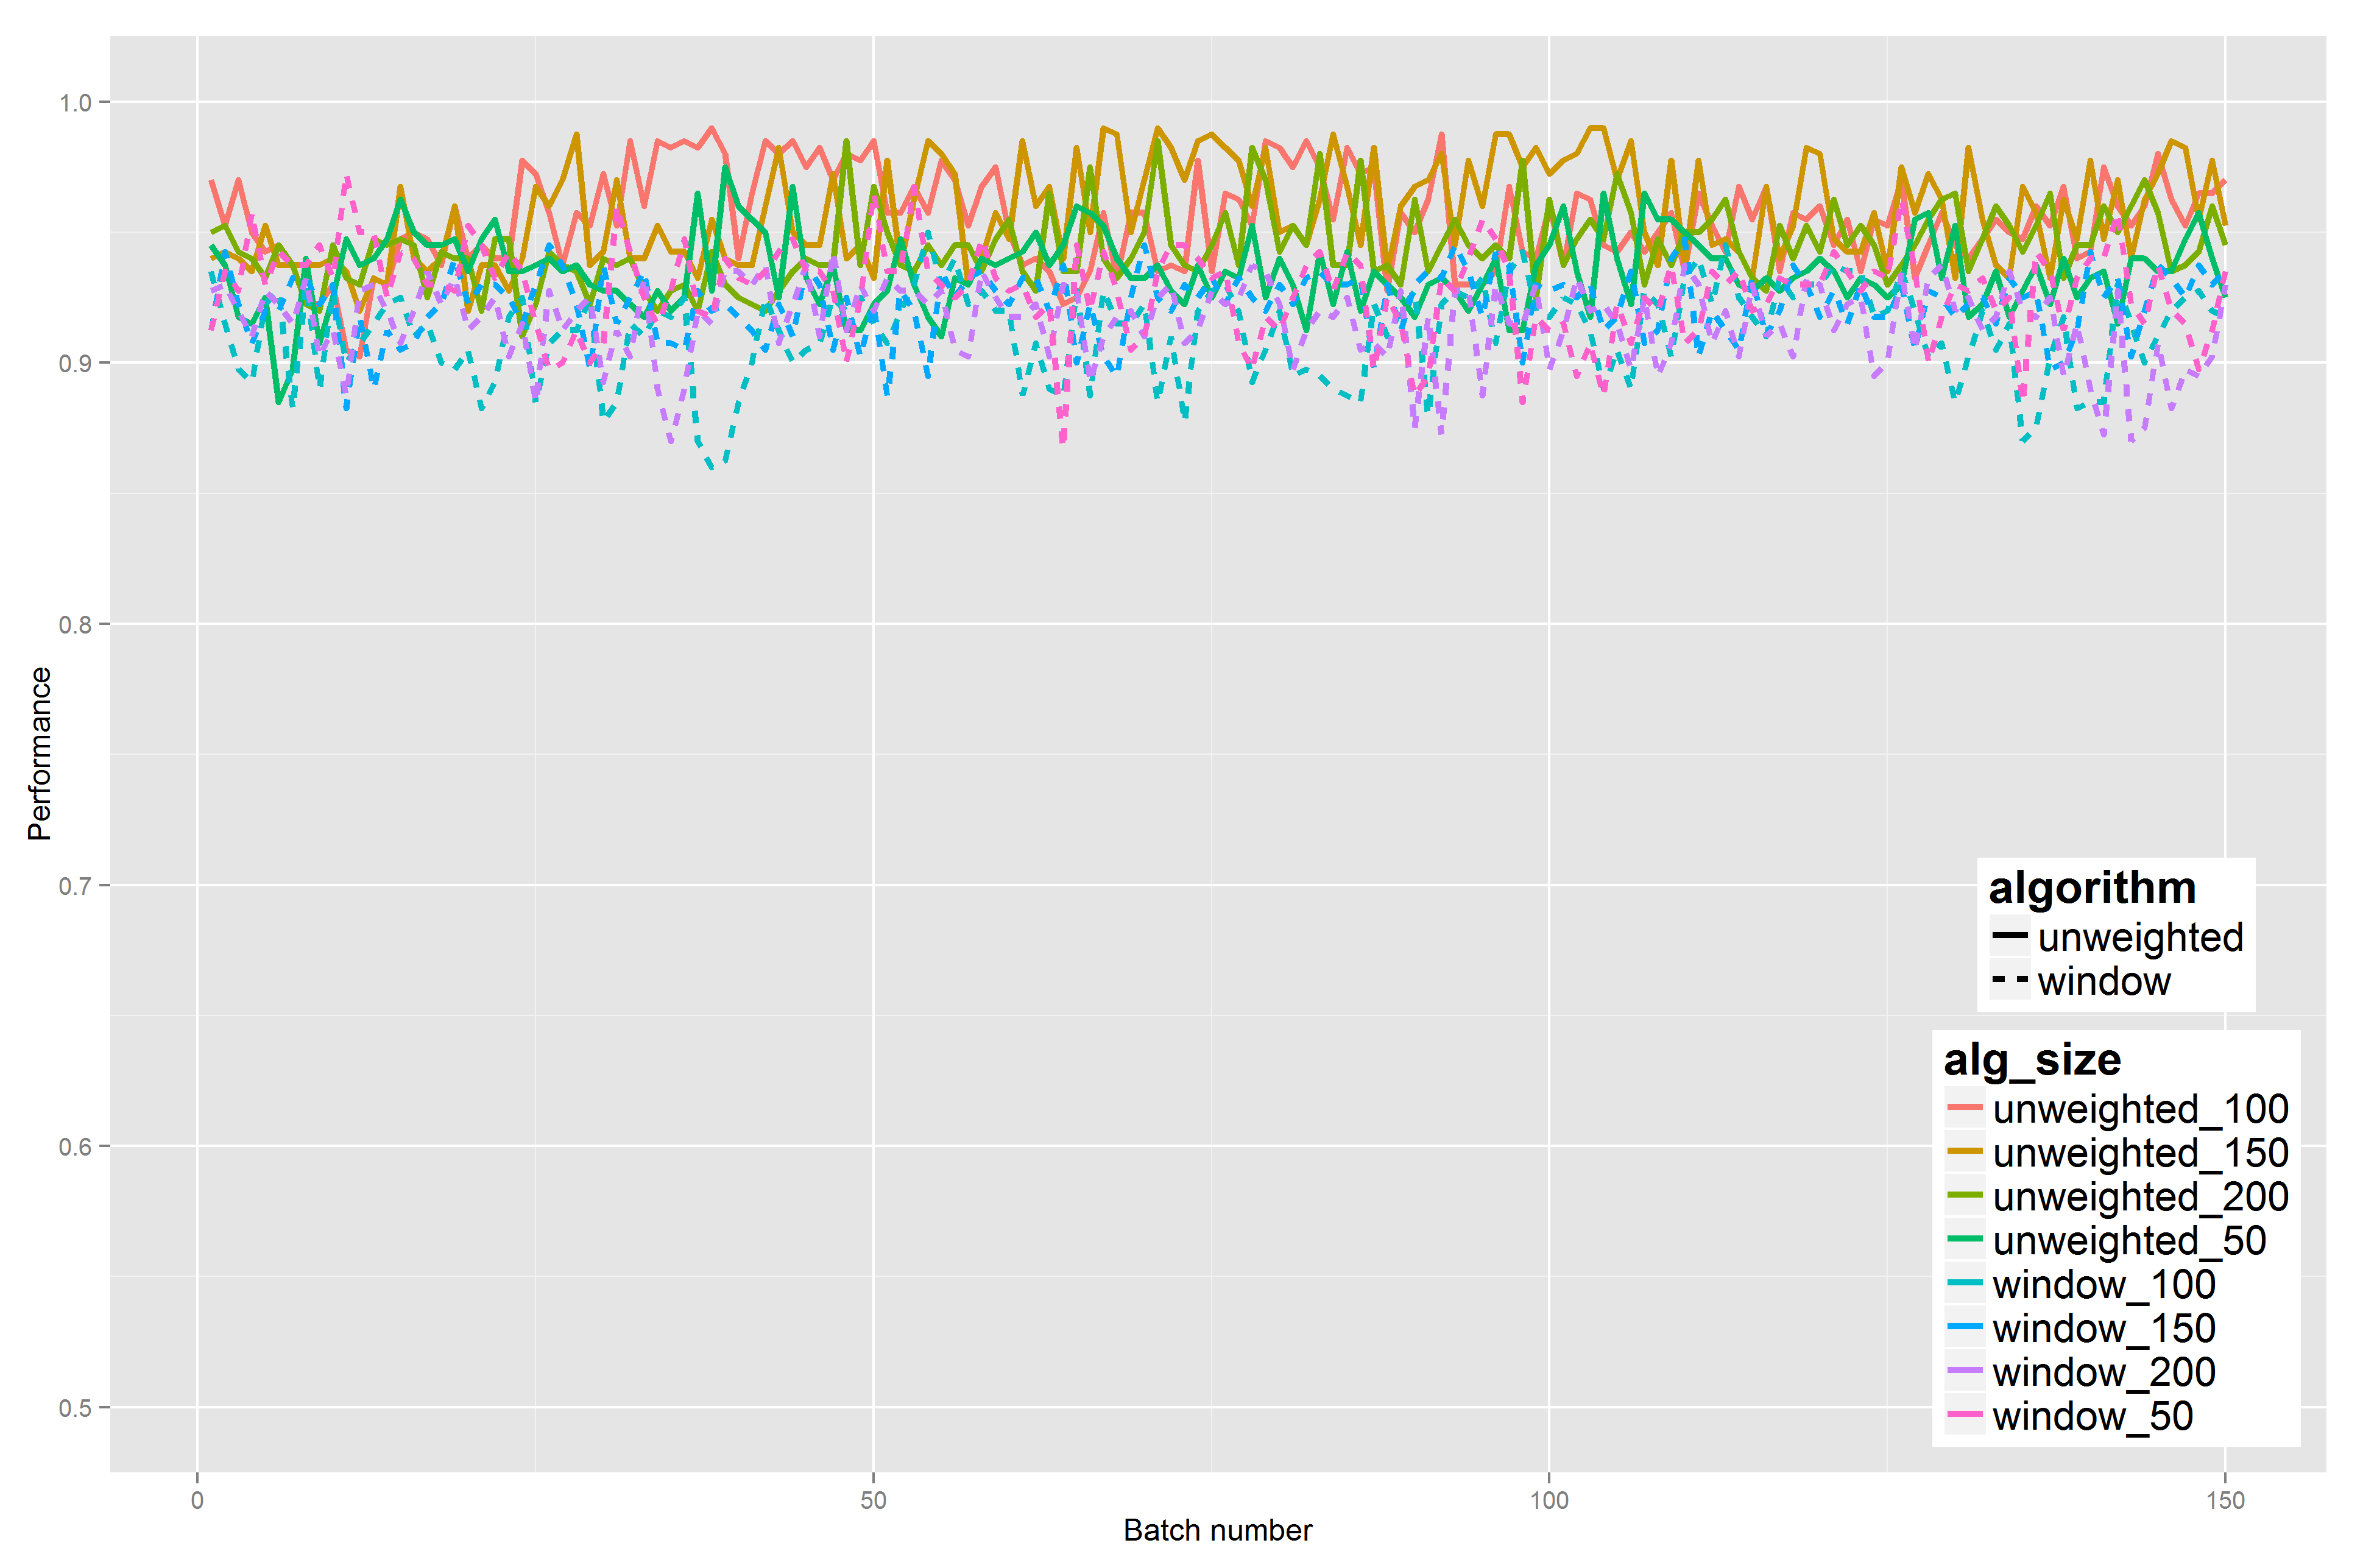 Performance
1.0
0.9
0.8
0.7
0.6
0.5
algorithm
unweighted
window
alg_size
unweighted_100
unweighted_150
unweighted_200
unweighted_50
window_100
window_150
window_200
window_50
0 50 100 150
Batch number